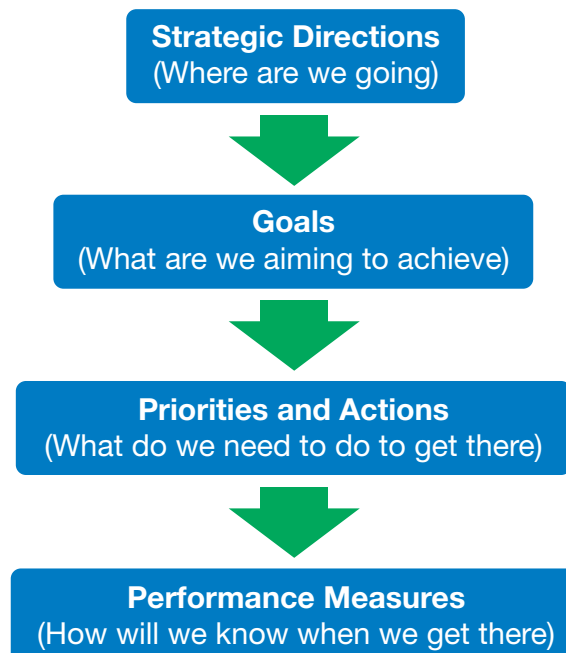 Strategic Directions
(Where are we going)
Goals
(What are we aiming to achieve)
Priorities and Actions
(What do we need to do to get there)
Performance Measures
(How will we know when we get there)